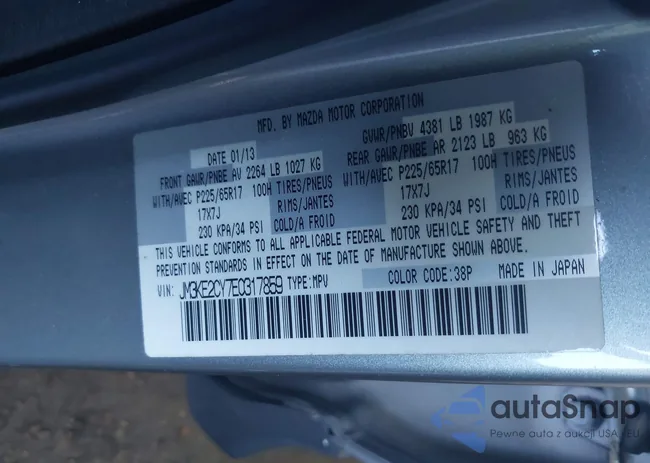 MFD. BY MAZDA MOTOR CORPORATION
DATE 01/13 GVWR/PNBV 4381 LB 1987 KG
FRONT GAWR/PNBE AV 2264 LB 1027 KG REAR GAWR/PNBE AR 2123 LB 963 KG
WITH/AVEC P225/65R17 100H TIRES/PNEUS WITH/AVEC P225/65R17 100H TIRES/PNEUS
17X7J RIMS/JANTES 17X7J RIMS/JANTES
230 KPA/34 PSI COLD/A FROID 230 KPA/34 PSI COLD/A FROID
THIS VEHICLE CONFORMS TO ALL APPLICABLE FEDERAL MOTOR VEHICLE SAFETY AND THEFT
PREVENTION STANDARDS IN EFFECT ON THE DATE OF MANUFACTURE SHOWN ABOVE.
VIN: JM3KE2CY7E0317859 TYPE:MPV COLOR CODE:38P MADE IN JAPAN
autaSnap
Pewne auta z aukcji USA i EU